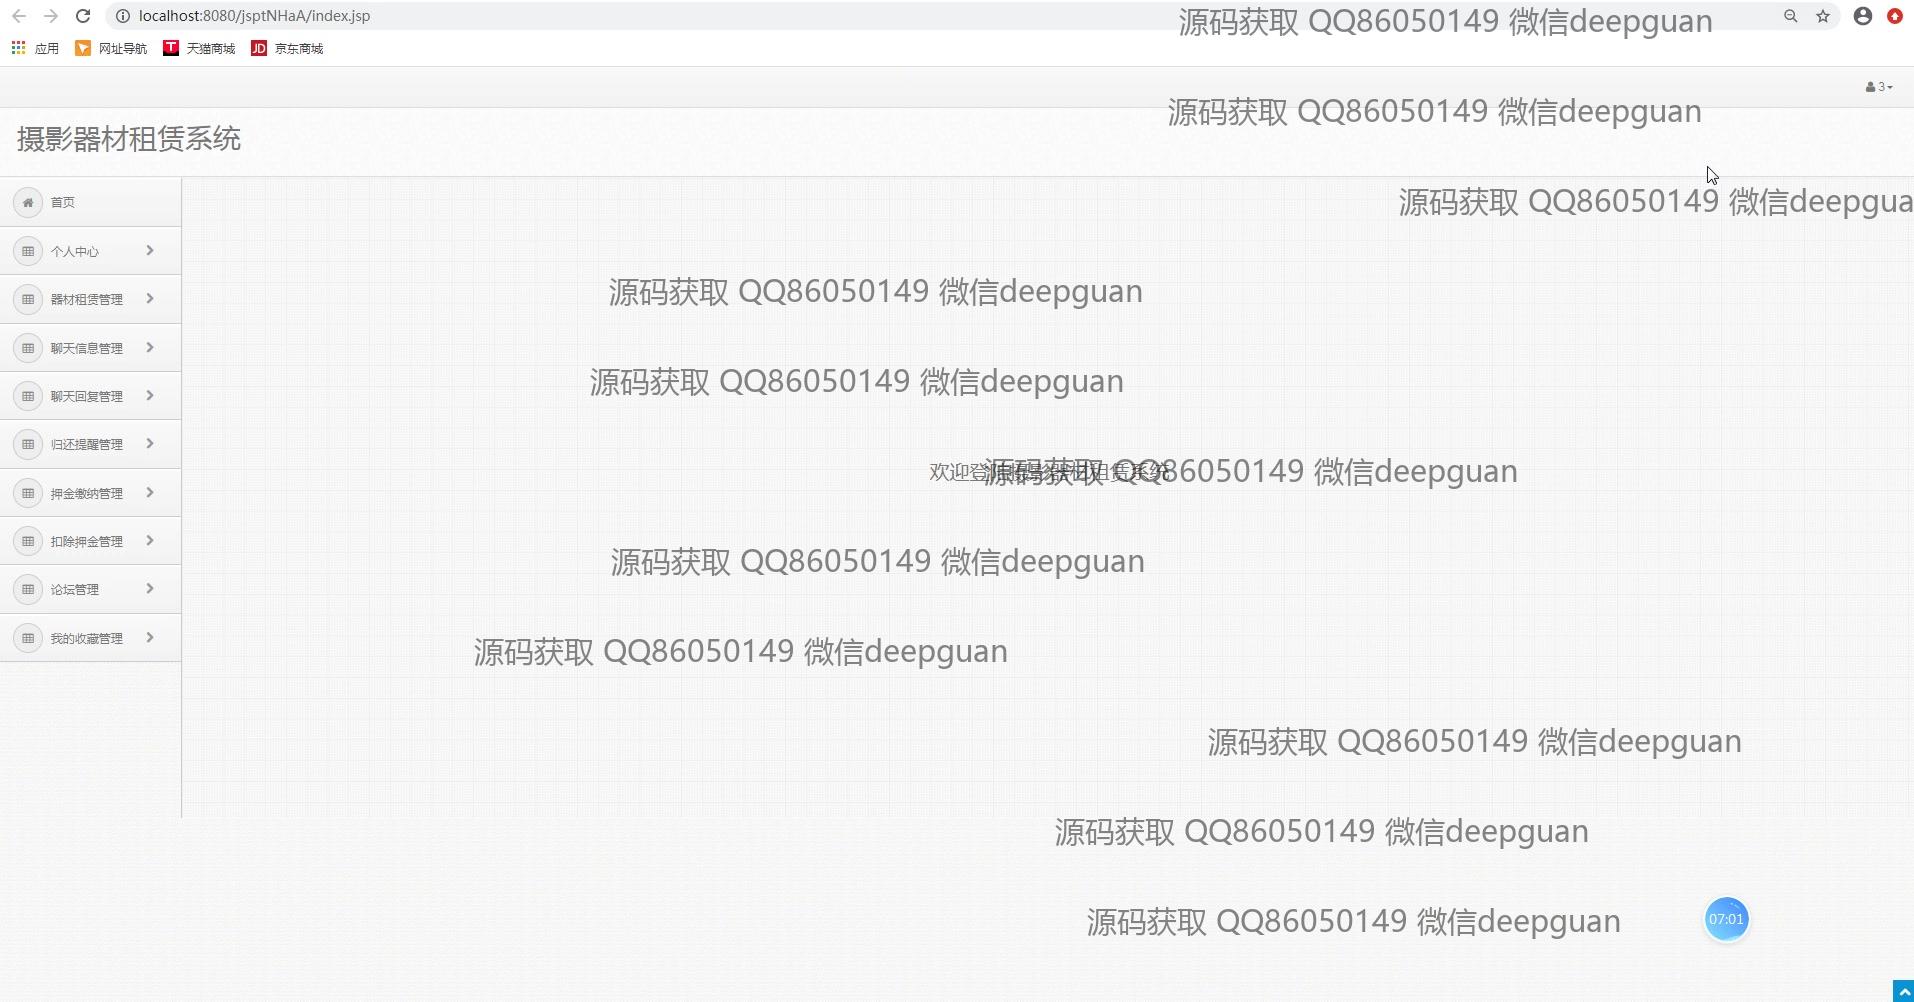 localhost:8080/jsptNHaA/index.jsp
源码获取 QQ86050149 微信deepguan
应用 网址导航 天猫商城 京东商城
3
源码获取 QQ86050149 微信deepguan
摄影器材租赁系统
源码获取 QQ86050149 微信deepgua
首页
个人中心
源码获取 QQ86050149 微信deepguan
器材租赁管理
聊天信息管理
源码获取 QQ86050149 微信deepguan
聊天回复管理
归还提醒管理
欢迎登陆摄影器材租赁系统
源码获取 QQ86050149 微信deepguan
押金缴纳管理
扣除押金管理
源码获取 QQ86050149 微信deepguan
论坛管理
我的收藏管理
源码获取 QQ86050149 微信deepguan
源码获取 QQ86050149 微信deepguan
源码获取 QQ86050149 微信deepguan
源码获取 QQ86050149 微信deepguan
07:01